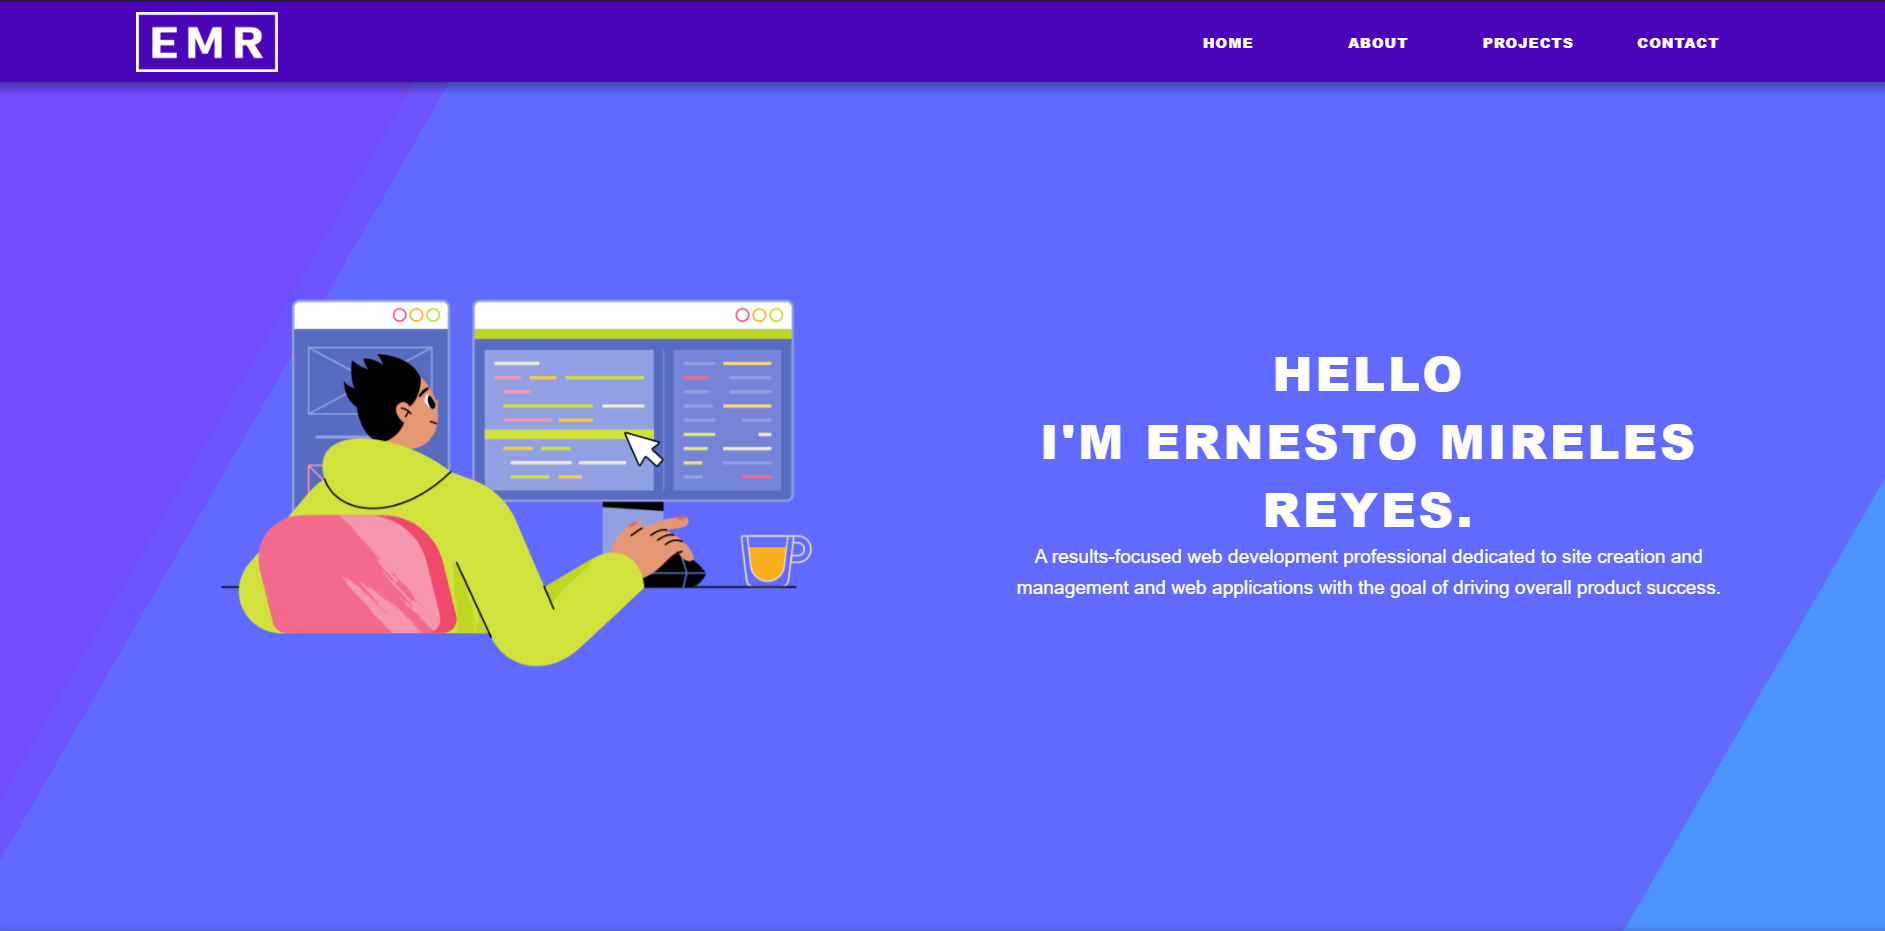 EMR
HOME ABOUT PROJECTS CONTACT
HELLO
I'M ERNESTO MIRELES
REYES.
A results-focused web development professional dedicated to site creation and
management and web applications with the goal of driving overall product success.